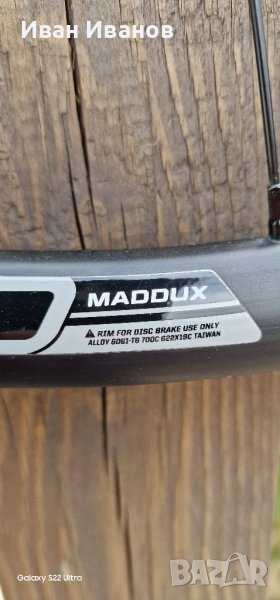 Иван Иванов
MADDUX
⚠ RIM FOR DISC BRAKE USE ONLY
ALLOY 6061-T6 700C 622X19C TAIWAN
Galaxy S22 Ultra
BAZAR